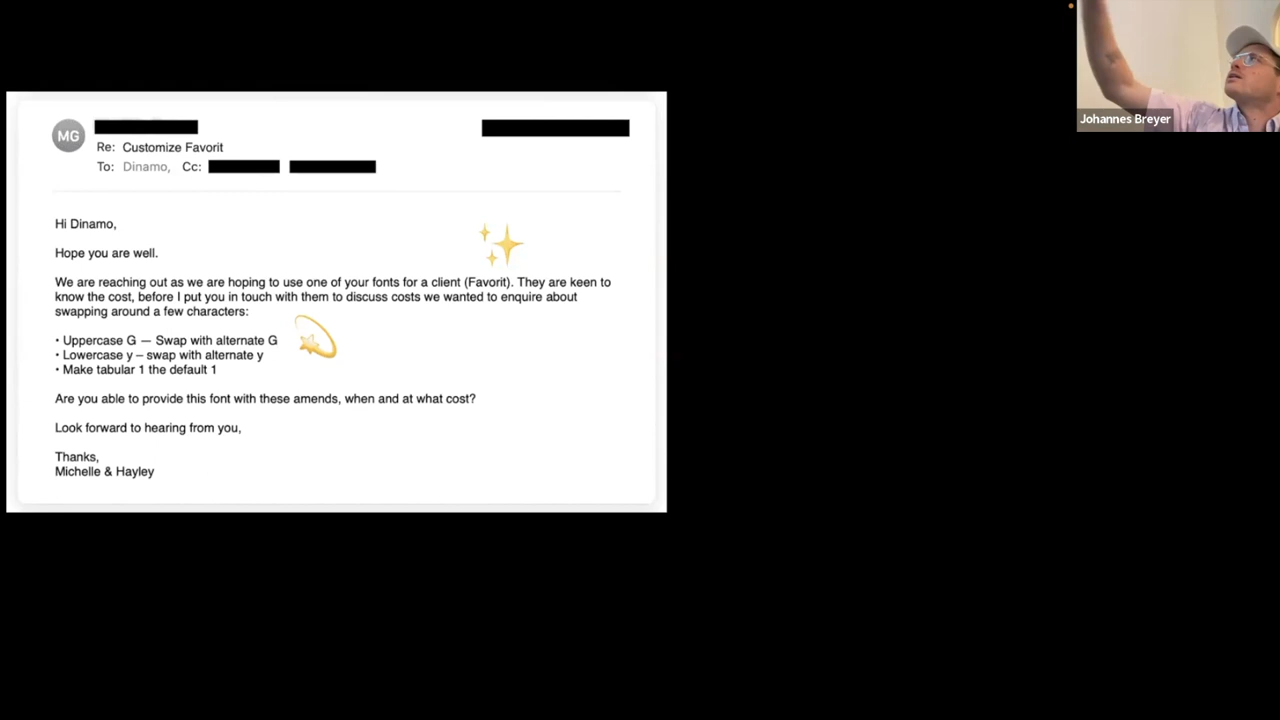 MG
Re: Customize Favorit
To: Dinamo, Cc:
Hi Dinamo,
Hope you are well.
We are reaching out as we are hoping to use one of your fonts for a client (Favorit). They are keen to
know the cost, before I put you in touch with them to discuss costs we wanted to enquire about
swapping around a few characters:
• Uppercase G — Swap with alternate G
• Lowercase y – swap with alternate y
• Make tabular 1 the default 1
Are you able to provide this font with these amends, when and at what cost?
Look forward to hearing from you,
Thanks,
Michelle & Hayley
Johannes Breyer